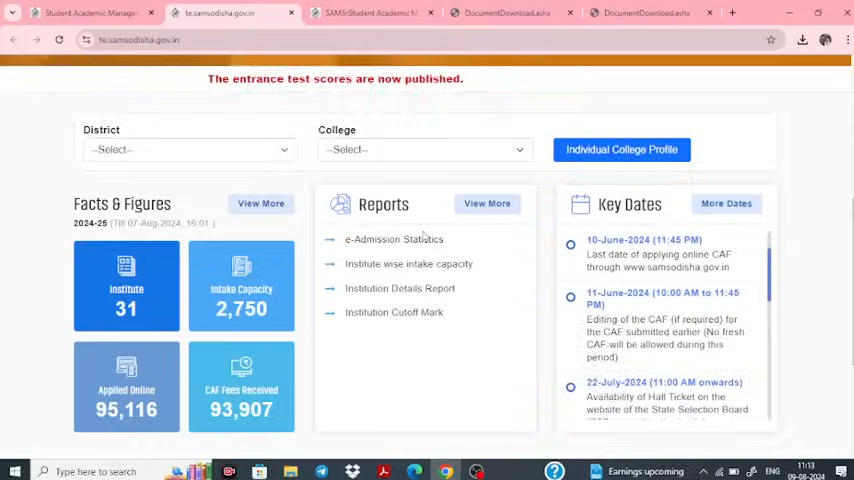 Student Academic Manage
te.samsodisha.gov.in
SAMS:Student Academic M
DocumentDownload.ashx
DocumentDownload.ashx
te.samsodisha.gov.in
The entrance test scores are now published.
District
College
--Select--
--Select--
Individual College Profile
Facts & Figures
View More
2024-25 (Till 07-Aug-2024, 16:01 )
Institute
31
Intake Capacity
2,750
Applied Online
95,116
CAF Fees Received
93,907
Reports
View More
e-Admission Statistics
Institute wise intake capacity
Institution Details Report
Institution Cutoff Mark
Key Dates
More Dates
10-June-2024 (11:45 PM)
Last date of applying online CAF
through www.samsodisha.gov.in
11-June-2024 (10:00 AM to 11:45
PM)
Editing of the CAF (if required) for
the CAF submitted earlier (No fresh
CAF will be allowed during this
period)
22-July-2024 (11:00 AM onwards)
Availability of Hall Ticket on the
website of the State Selection Board
Type here to search
Earnings upcoming
ENG
11:13
09-08-2024